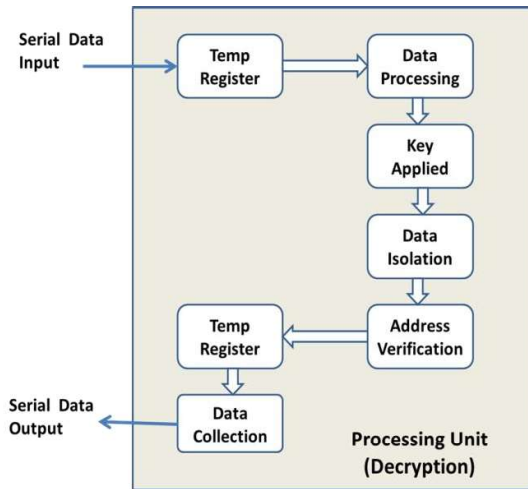 Serial Data
Input
Temp
Register
Data
Processing
Key
Applied
Data
Isolation
Address
Verification
Temp
Register
Data
Collection
Serial Data
Output
Processing Unit
(Decryption)